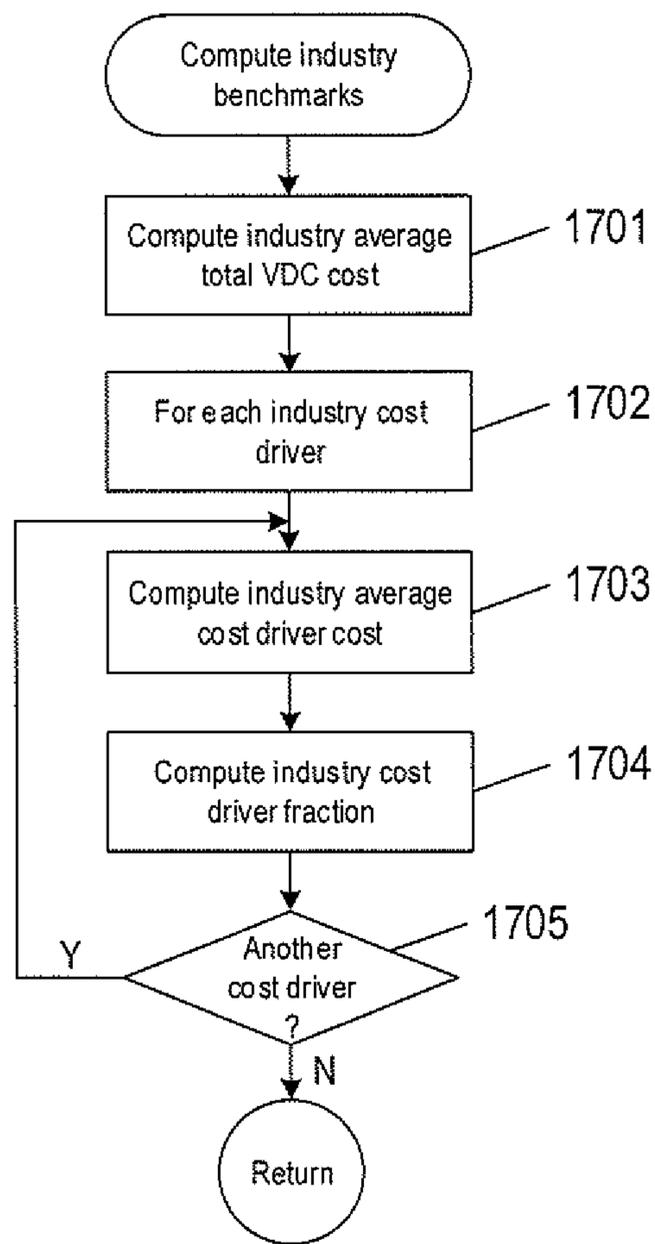 Compute industry
benchmarks
Compute industry average
total VDC cost
1701
For each industry cost
driver
1702
Compute industry average
cost driver cost
1703
Compute industry cost
driver fraction
1704
Another
cost driver
?
1705
Y
N
Return